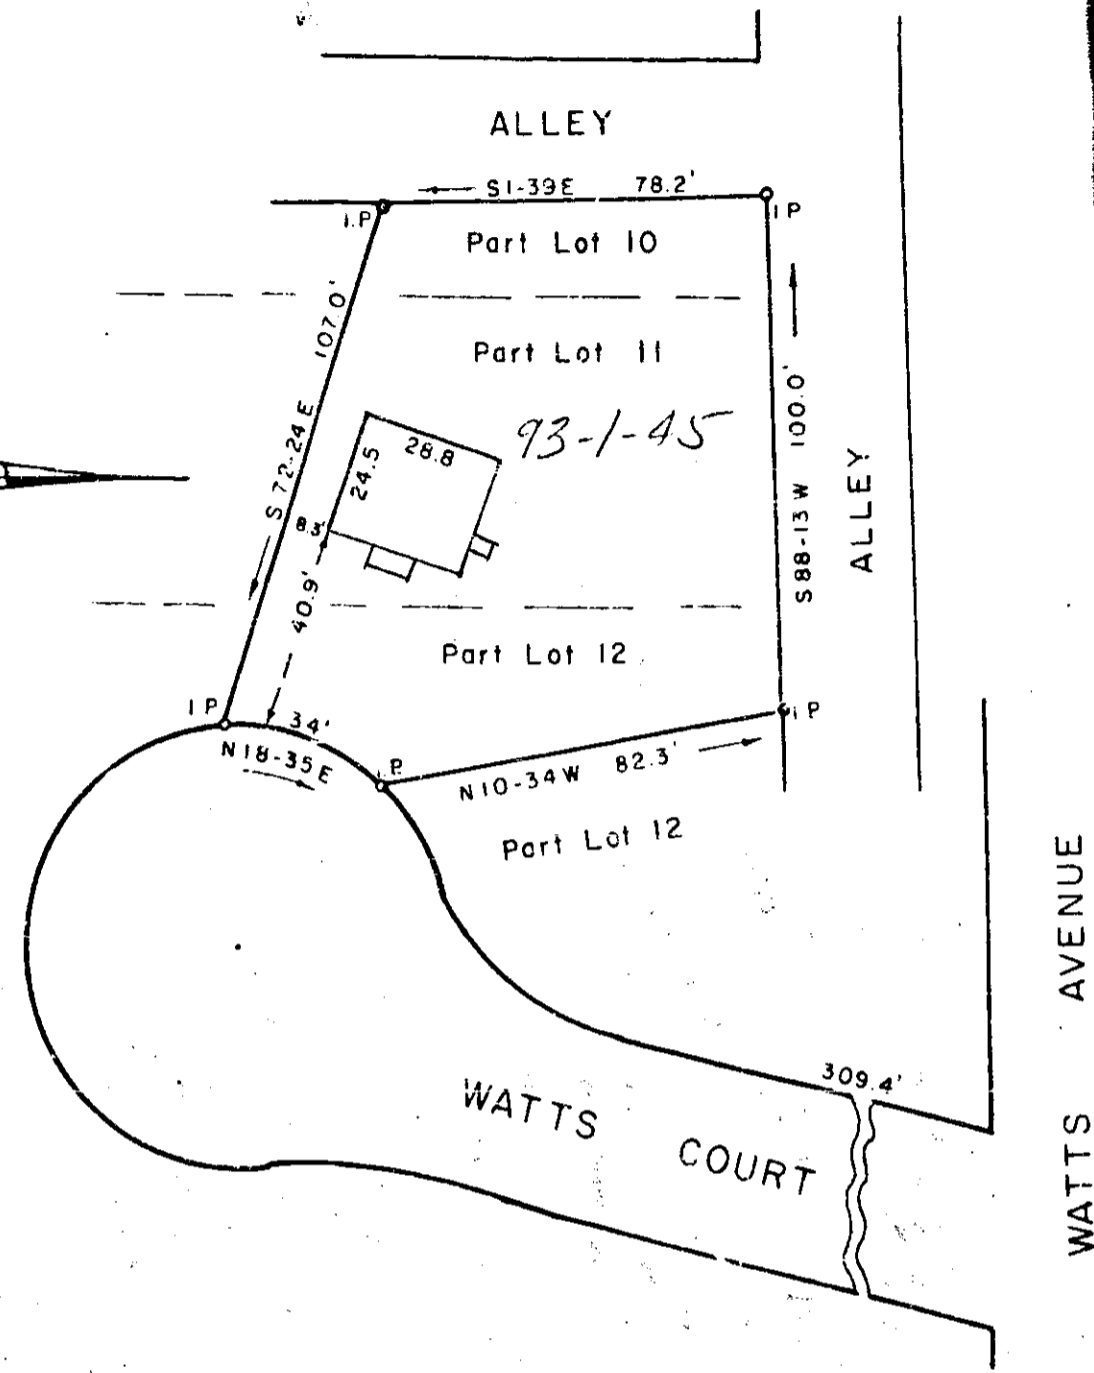 ALLEY
S1-39E 78.2'
I.P
I P
Part Lot 10
107.0'
S 72-24 E
Part Lot 11
93-1-45
28.8
24.5
8.3'
40.9'
S 88-13 W 100.0'
ALLEY
Part Lot 12
I P
34'
N 18-35 E
I.P.
I P
N 10-34 W 82.3'
Part Lot 12
309.4'
WATTS COURT
WATTS AVENUE